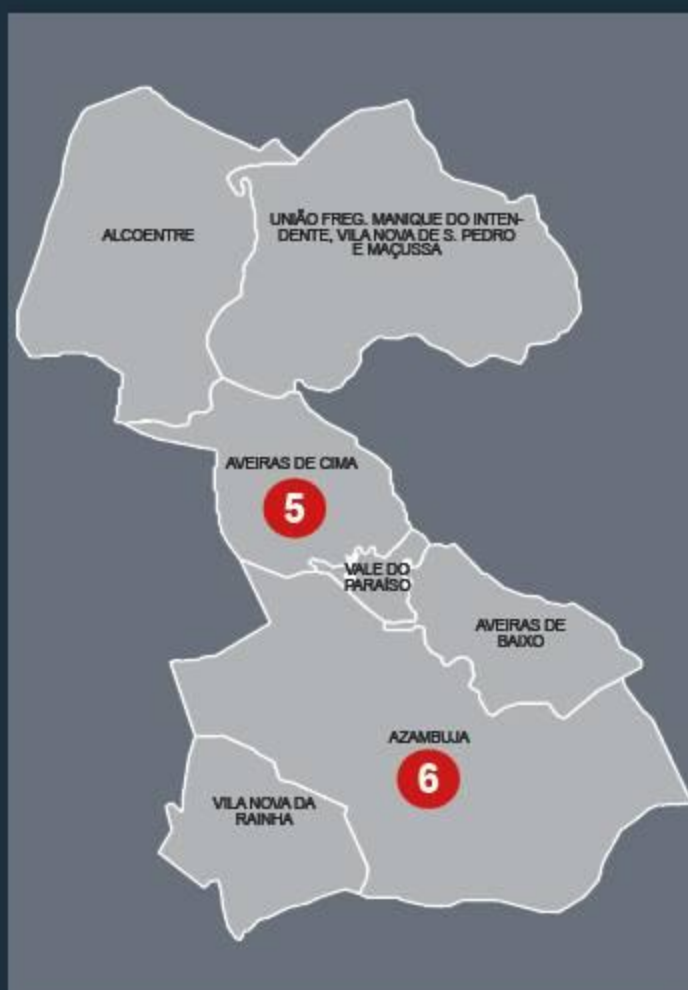 ALCOENTRE
UNIÃO FREG. MANIQUE DO INTEN-
DENTE, VILA NOVA DE S. PEDRO
E MAÇUSSA
AVEIRAS DE CIMA
5
VALE DO
PARAÍSO
AVEIRAS DE
BAIXO
AZAMBUJA
6
VILA NOVA DA
RAINHA